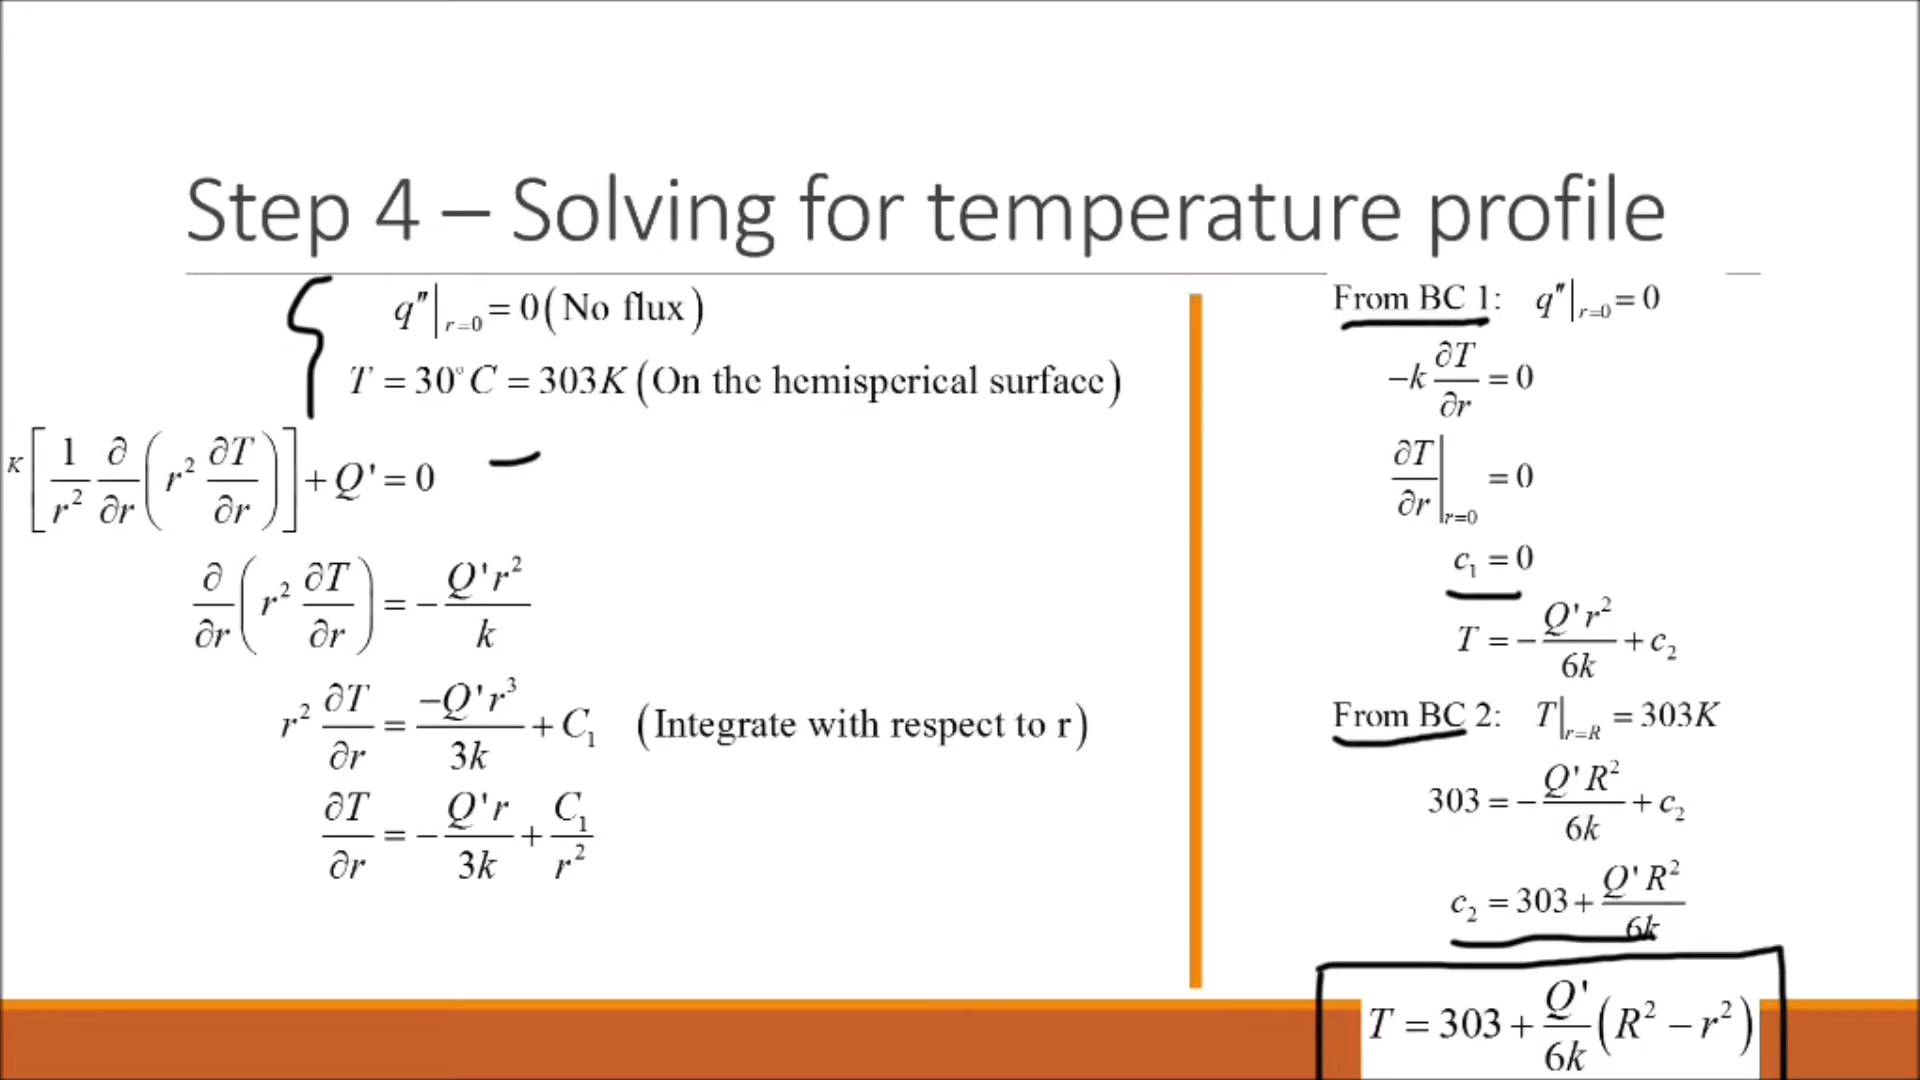 Step 4 – Solving for temperature profile
q″|r=0 = 0 (No flux)
T = 30°C = 303K (On the hemisperical surface)
K[1/r² ∂/∂r (r² ∂T/∂r)] + Q' = 0
∂/∂r (r² ∂T/∂r) = −Q'r²/k
r² ∂T/∂r = −Q'r³/3k + C₁ (Integrate with respect to r)
∂T/∂r = −Q'r/3k + C₁/r²
From BC 1: q″|r=0 = 0
−k ∂T/∂r = 0
∂T/∂r|r=0 = 0
c₁ = 0
T = −Q'r²/6k + c₂
From BC 2: T|r=R = 303K
303 = −Q'R²/6k + c₂
c₂ = 303 + Q'R²/6k
T = 303 + Q'/6k (R² − r²)